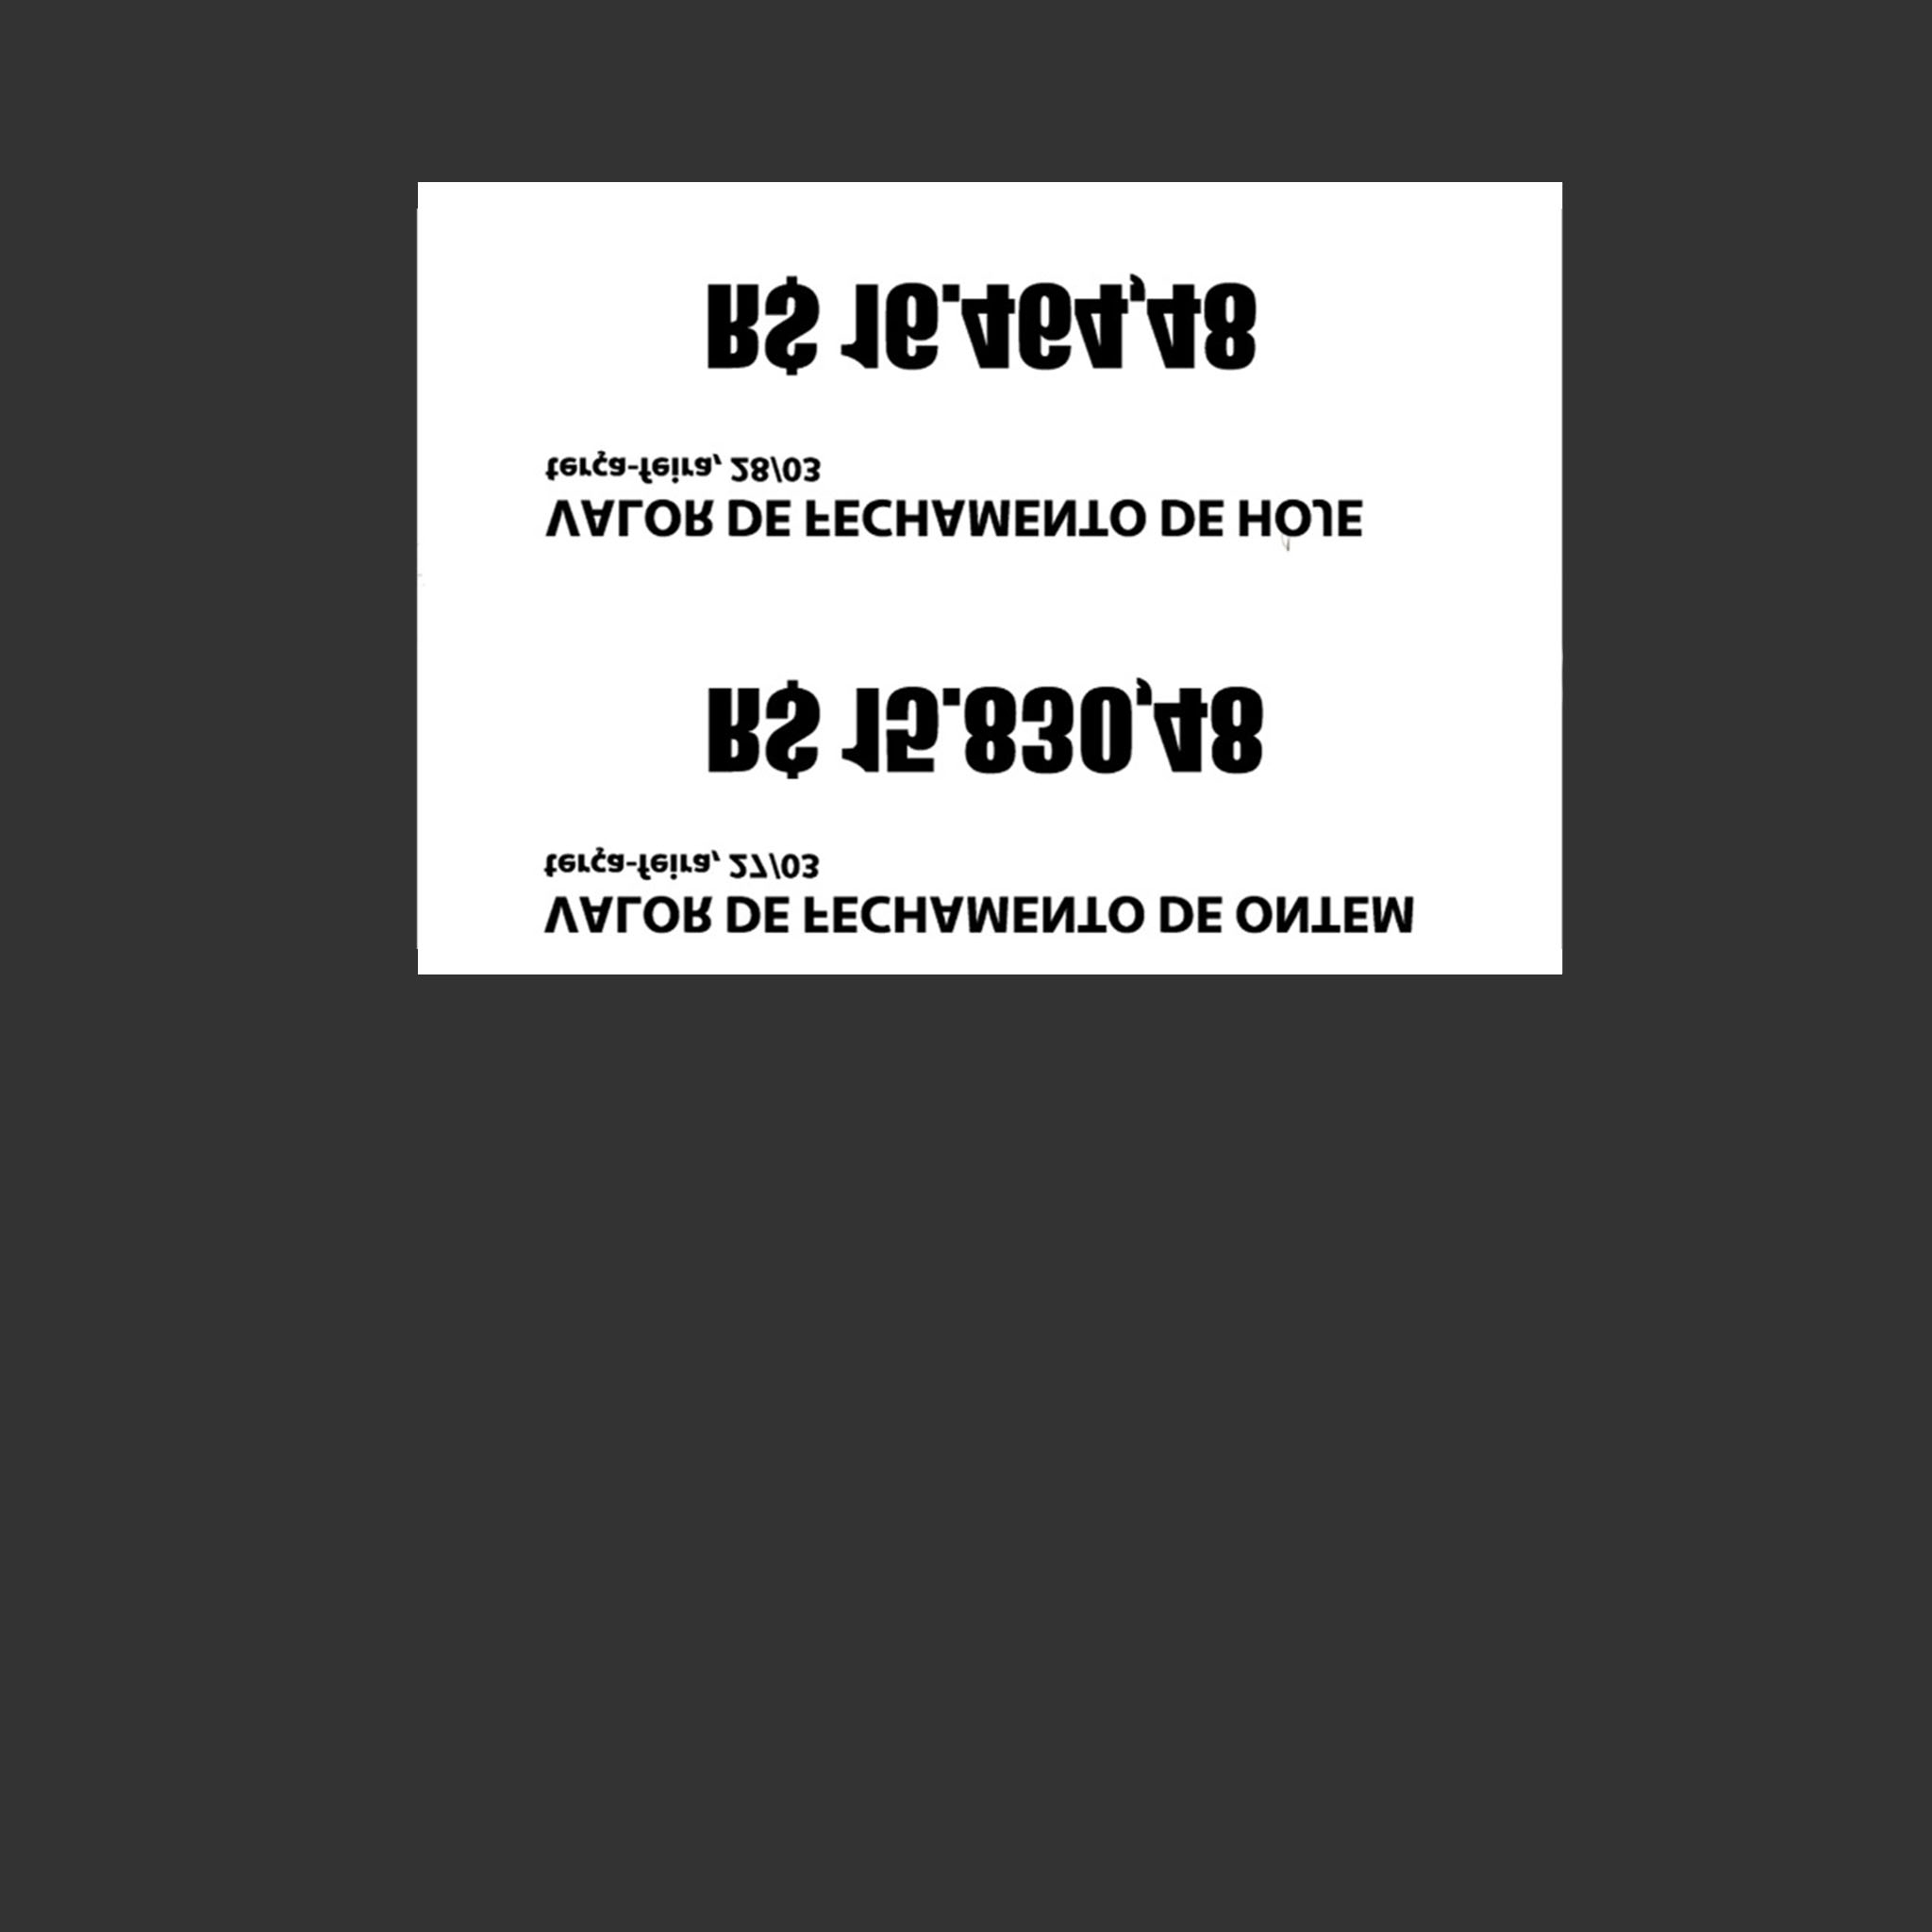 VALOR DE FECHAMENTO DE ONTEM
terça-feira, 27/03
R$ 15.830,48
VALOR DE FECHAMENTO DE HOJE
terça-feira, 28/03
R$ 16.464,48